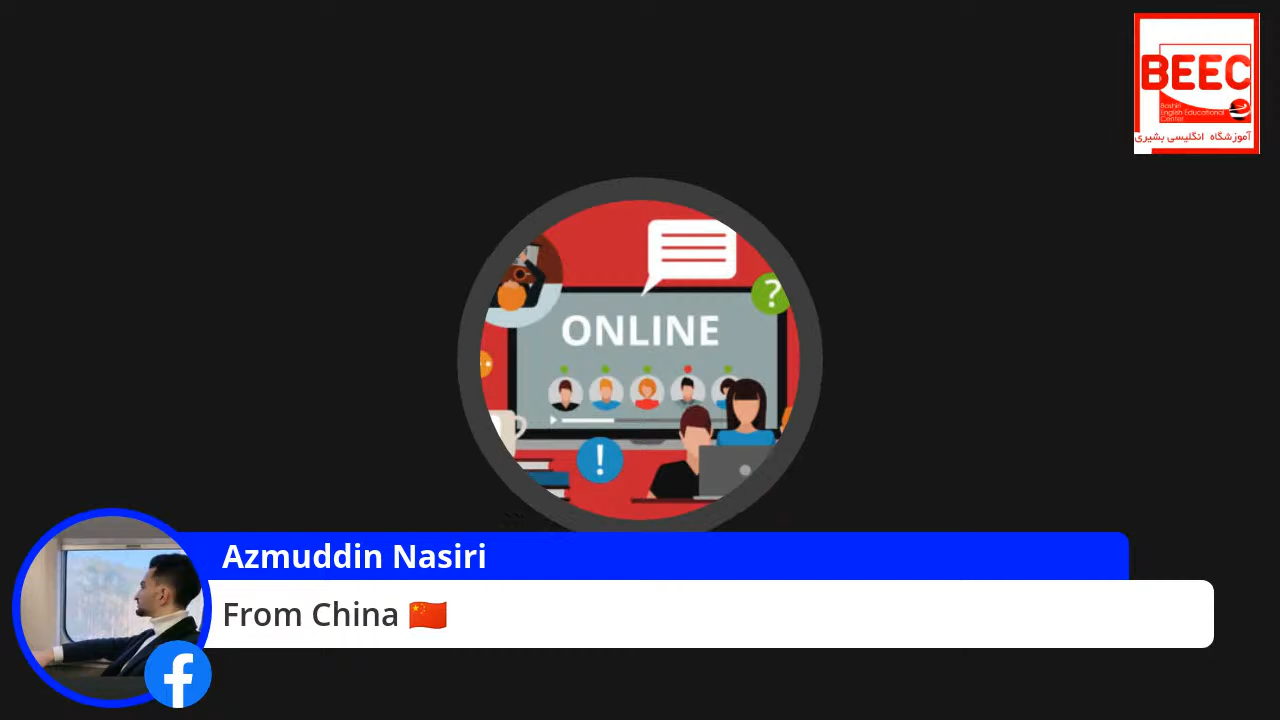 BEEC
Bashiri
English Educational
Center
آموزشگاه انگلیسی بشیری
?
ONLINE
!
Azmuddin Nasiri
From China 🇨🇳
f